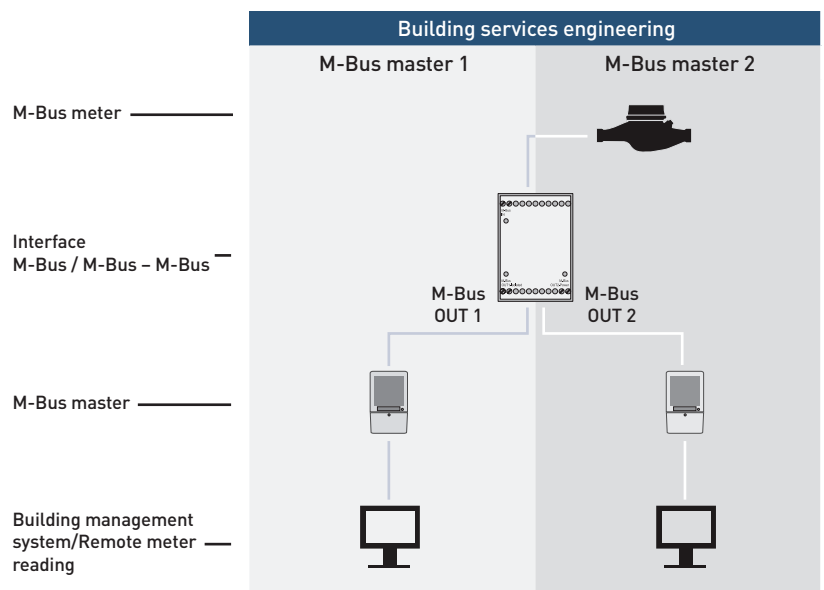 Building services engineering
M-Bus master 1
M-Bus master 2
M-Bus meter
Interface
M-Bus / M-Bus – M-Bus
M-Bus
OUT 1
M-Bus
OUT 2
M-Bus master
Building management
system/Remote meter
reading